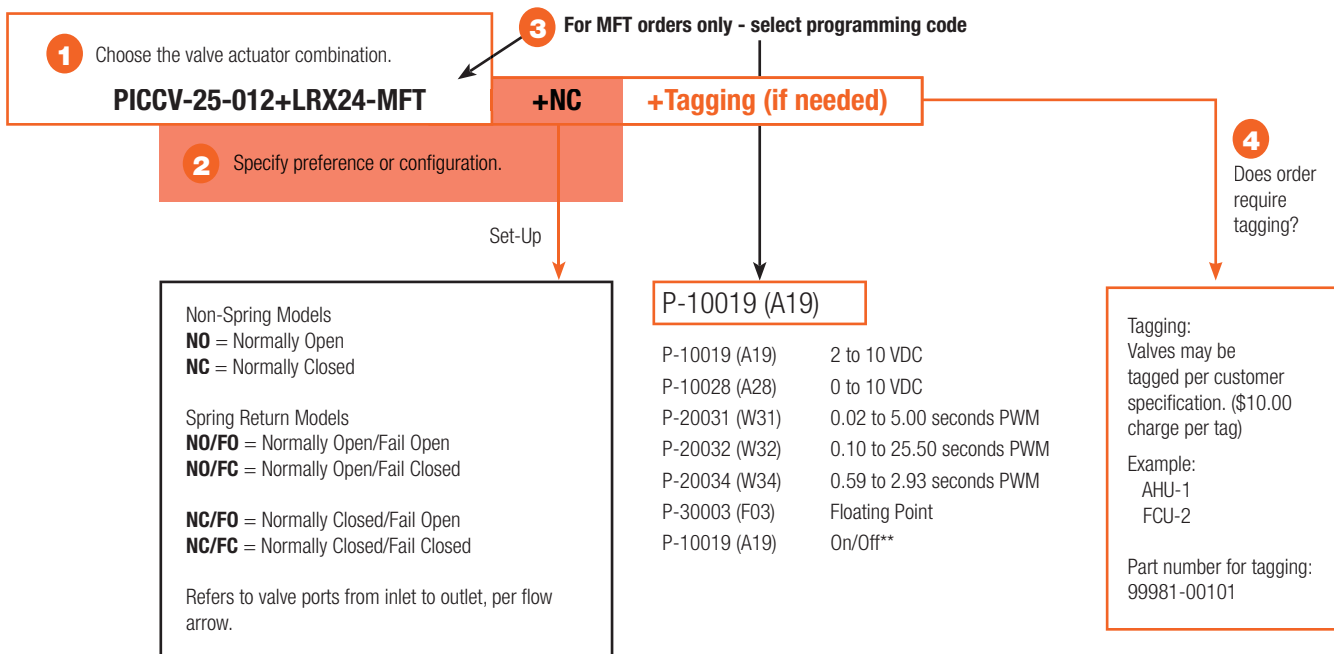 1 Choose the valve actuator combination.
3 For MFT orders only - select programming code
PICCV-25-012+LRX24-MFT +NC +Tagging (if needed)
2 Specify preference or configuration.
4
Does order
require
tagging?
Set-Up
Non-Spring Models
NO = Normally Open
NC = Normally Closed
Spring Return Models
NO/FO = Normally Open/Fail Open
NO/FC = Normally Open/Fail Closed
NC/FO = Normally Closed/Fail Open
NC/FC = Normally Closed/Fail Closed
Refers to valve ports from inlet to outlet, per flow
arrow.
P-10019 (A19)
P-10019 (A19) 2 to 10 VDC
P-10028 (A28) 0 to 10 VDC
P-20031 (W31) 0.02 to 5.00 seconds PWM
P-20032 (W32) 0.10 to 25.50 seconds PWM
P-20034 (W34) 0.59 to 2.93 seconds PWM
P-30003 (F03) Floating Point
P-10019 (A19) On/Off**
Tagging:
Valves may be
tagged per customer
specification. ($10.00
charge per tag)
Example:
AHU-1
FCU-2
Part number for tagging:
99981-00101